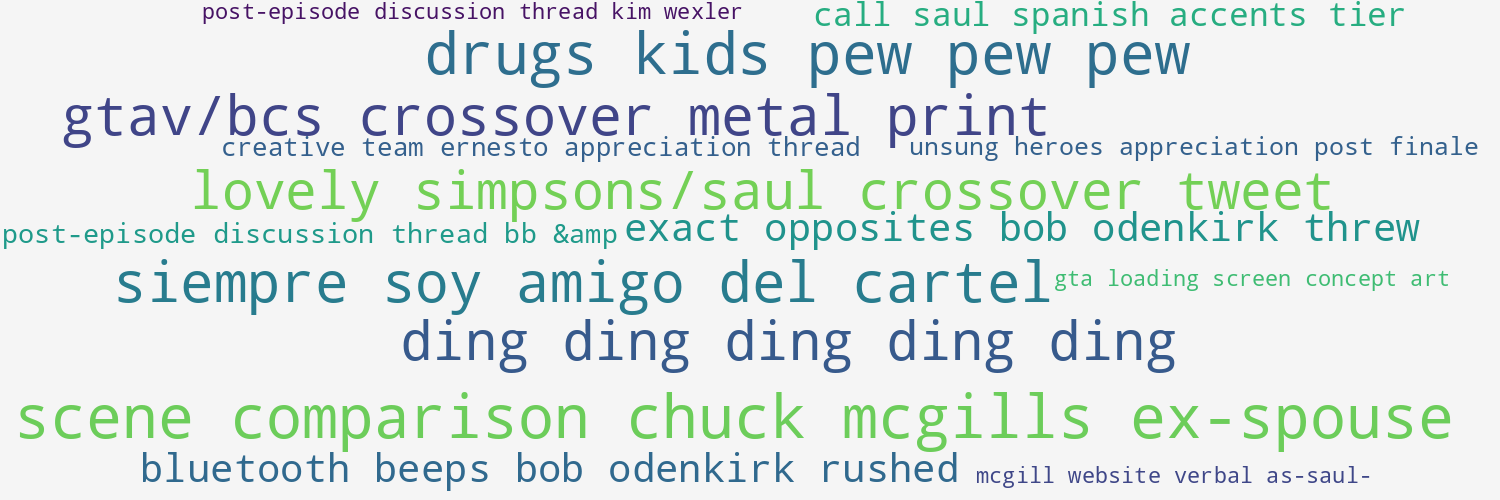 post-episode discussion thread kim wexler
call saul spanish accents tier
drugs kids pew pew pew
gtav/bcs crossover metal print
creative team ernesto appreciation thread
unsung heroes appreciation post finale
lovely simpsons/saul crossover tweet
post-episode discussion thread bb &amp
exact opposites bob odenkirk threw
siempre soy amigo del cartel
gta loading screen concept art
ding ding ding ding ding
scene comparison chuck mcgills ex-spouse
bluetooth beeps bob odenkirk rushed
mcgill website verbal as-saul-